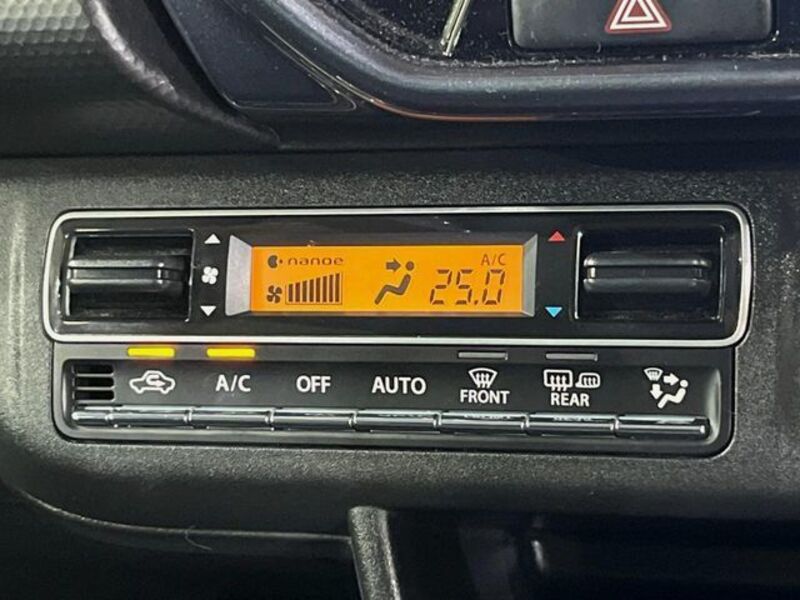 nanoe
A/C
25.0
A/C
OFF
AUTO
FRONT
REAR